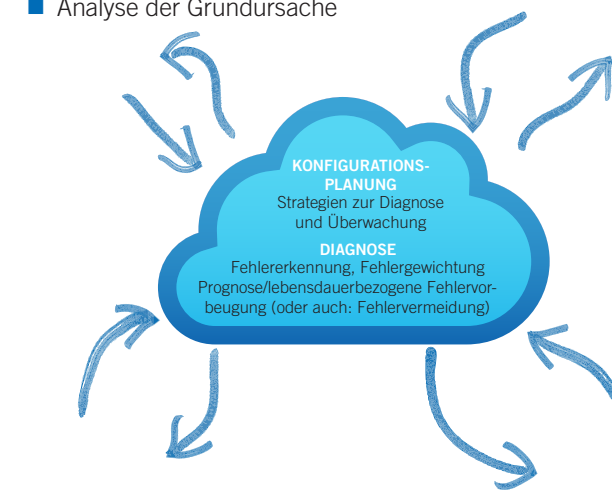 ■ Analyse der Grundursache
KONFIGURATIONS-
PLANUNG
Strategien zur Diagnose
und Überwachung
DIAGNOSE
Fehlererkennung, Fehlergewichtung
Prognose/lebensdauerbezogene Fehlervor-
beugung (oder auch: Fehlervermeidung)